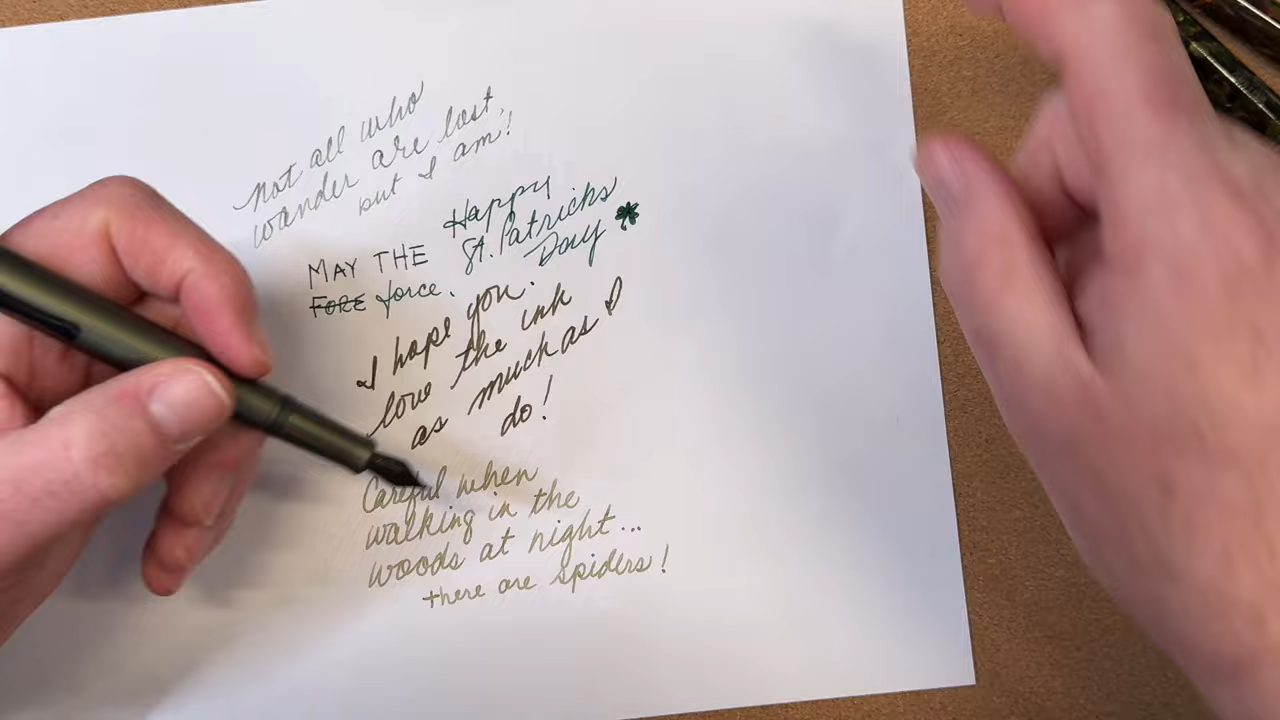 not all who
wander are lost,
but I am!
Happy
St. Patricks
Day
MAY THE
FORE force.
I hope you
love the ink
as much as I
do!
Careful when
walking in the
woods at night...
there are spiders!